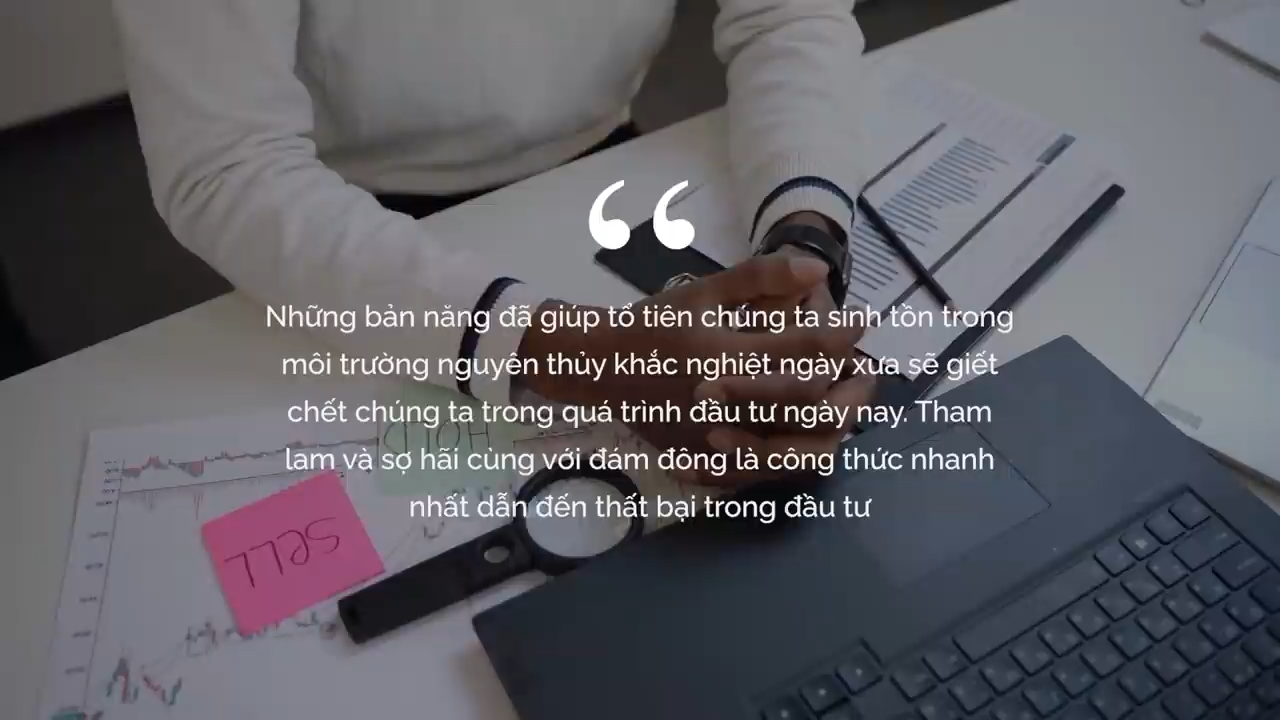 “
Những bản năng đã giúp tổ tiên chúng ta sinh tồn trong
môi trường nguyên thủy khắc nghiệt ngày xưa sẽ giết
chết chúng ta trong quá trình đầu tư ngày nay. Tham
lam và sợ hãi cùng với đám đông là công thức nhanh
nhất dẫn đến thất bại trong đầu tư
HOLD
SELL